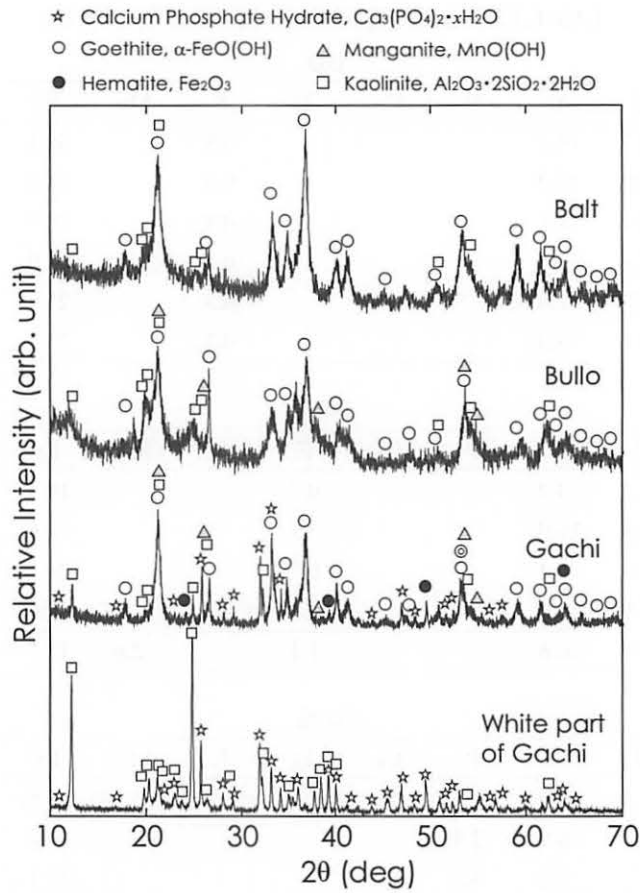 ☆ Calcium Phosphate Hydrate, Ca₃(PO₄)₂•xH₂O
○ Goethite, α-FeO(OH) △ Manganite, MnO(OH)
● Hematite, Fe₂O₃ □ Kaolinite, Al₂O₃•2SiO₂•2H₂O
Relative Intensity (arb. unit)
Balt
Bullo
Gachi
White part
of Gachi
10 20 30 40 50 60 70
2θ (deg)